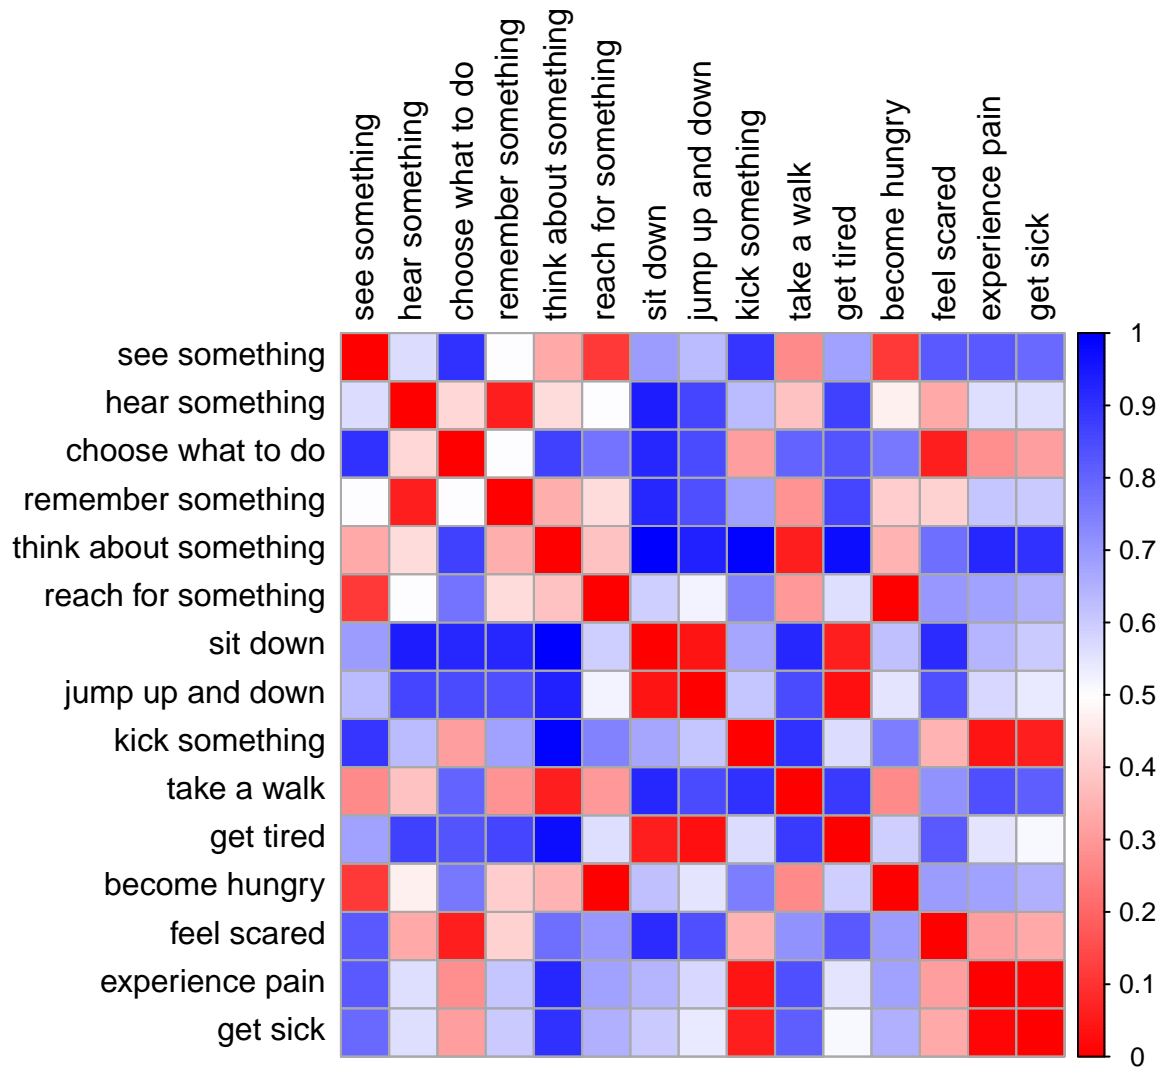 see something
hear something
choose what to do
remember something
think about something
reach for something
sit down
jump up and down
kick something
take a walk
get tired
become hungry
feel scared
experience pain
get sick
see something
hear something
choose what to do
remember something
think about something
reach for something
sit down
jump up and down
kick something
take a walk
get tired
become hungry
feel scared
experience pain
get sick
1
0.9
0.8
0.7
0.6
0.5
0.4
0.3
0.2
0.1
0